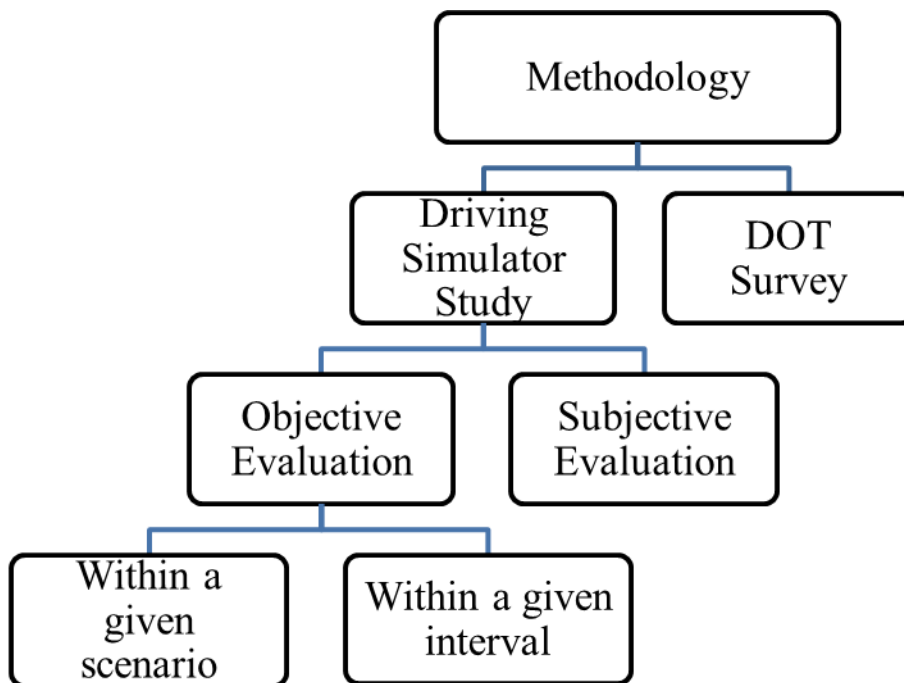 Methodology
Driving
Simulator
Study
DOT
Survey
Objective
Evaluation
Subjective
Evaluation
Within a
given
scenario
Within a given
interval